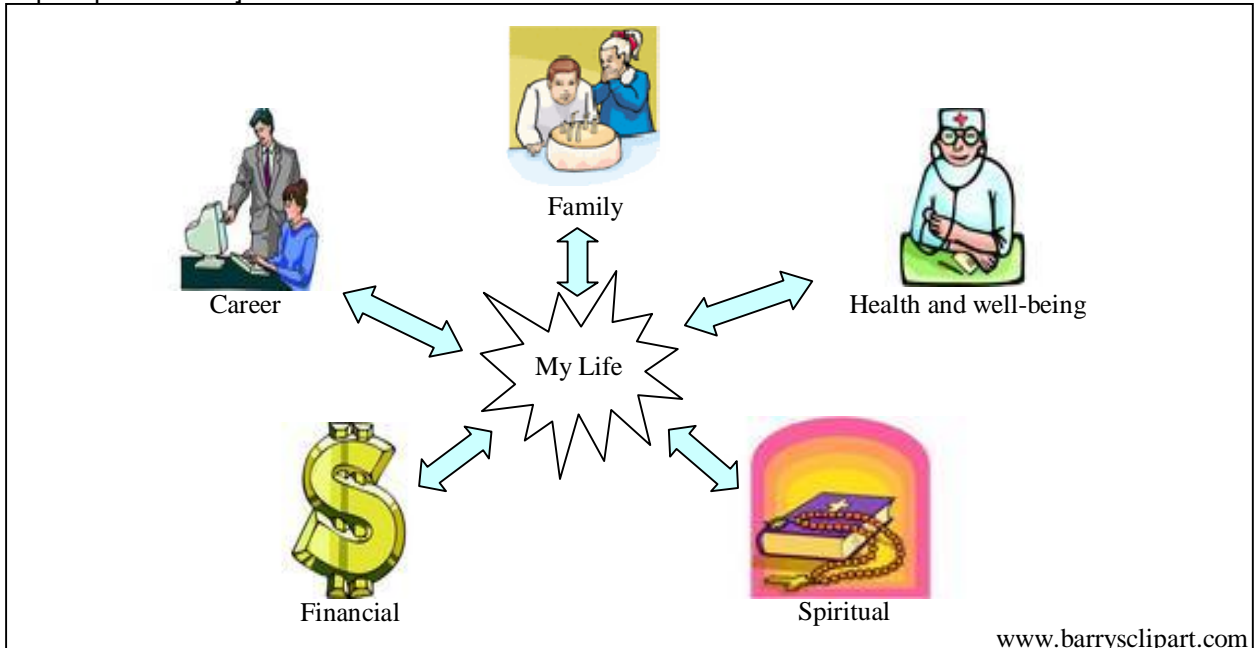 Family
Career
Health and well-being
My Life
Financial
Spiritual
www.barrysclipart.com